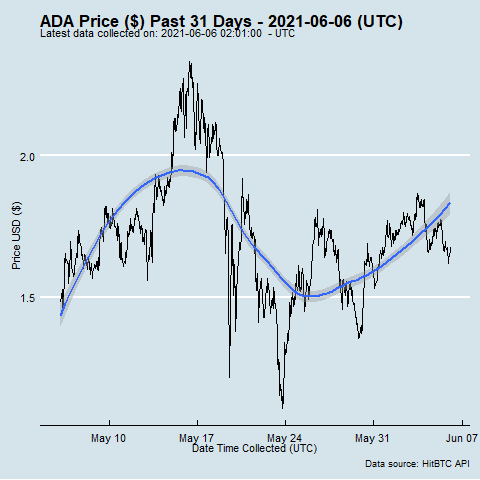 ADA Price ($) Past 31 Days - 2021-06-06 (UTC)
Latest data collected on: 2021-06-06 02:01:00 - UTC
2.0
Price USD ($)
1.5
May 10 May 17 May 24 May 31 Jun 07
Date Time Collected (UTC)
Data source: HitBTC API